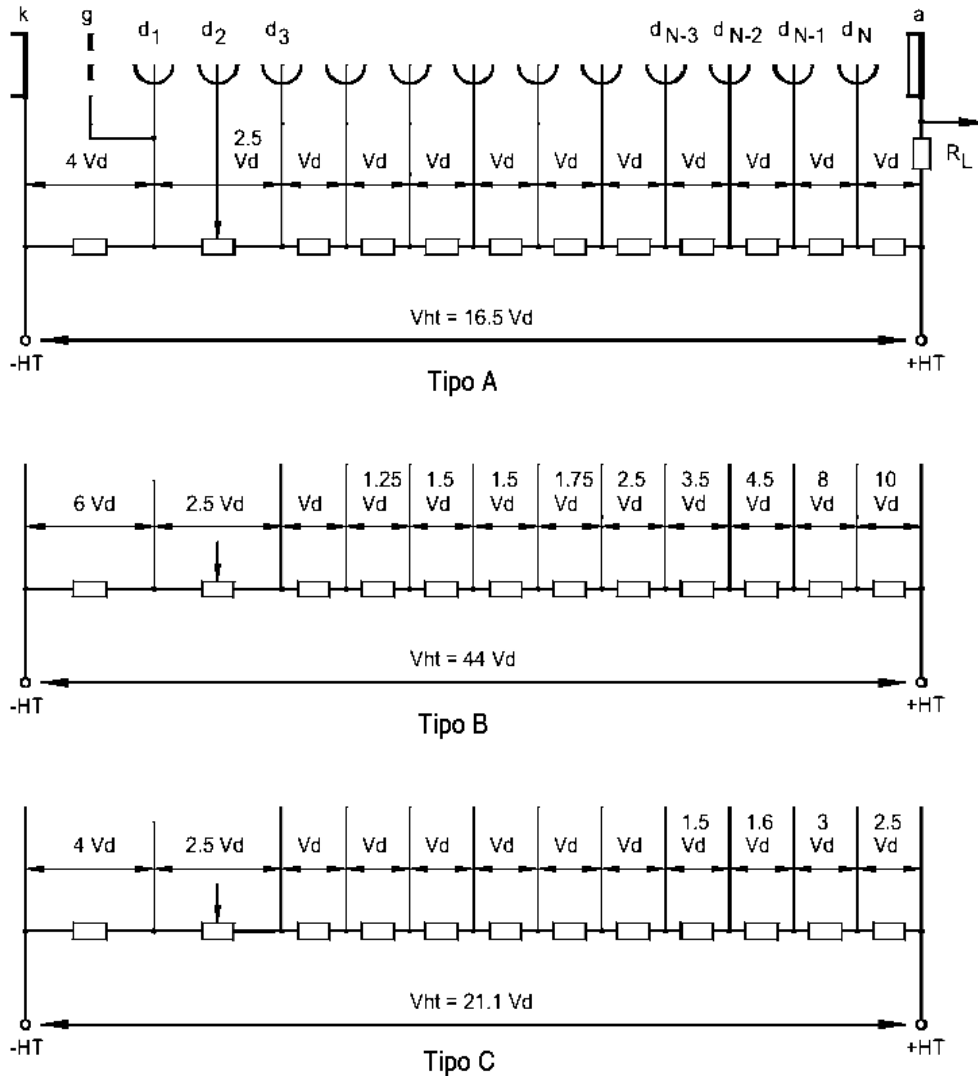 k g d1 d2 d3 dN-3 dN-2 dN-1 dN a
4 Vd 2.5 Vd Vd Vd Vd Vd Vd Vd Vd Vd Vd Vd RL
Vht = 16.5 Vd
-HT +HT
Tipo A
6 Vd 2.5 Vd Vd 1.25 Vd 1.5 Vd 1.5 Vd 1.75 Vd 2.5 Vd 3.5 Vd 4.5 Vd 8 Vd 10 Vd
Vht = 44 Vd
-HT +HT
Tipo B
4 Vd 2.5 Vd Vd Vd Vd Vd Vd Vd 1.5 Vd 1.6 Vd 3 Vd 2.5 Vd
Vht = 21.1 Vd
-HT +HT
Tipo C